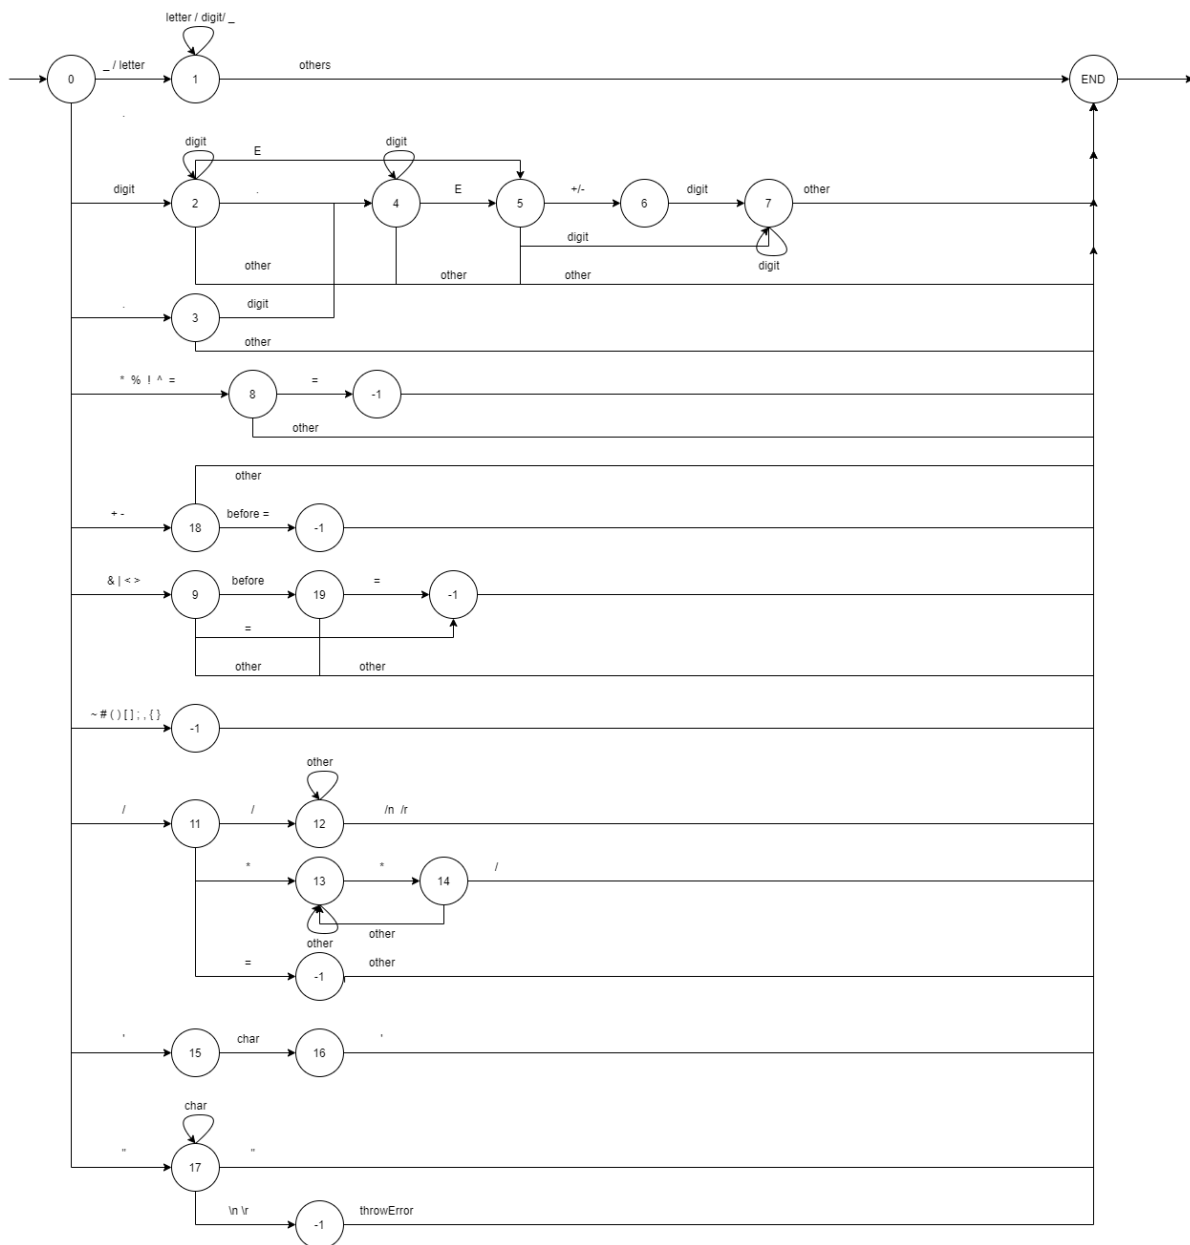 letter / digit/ _
0
_ / letter
1
others
END
.
digit
E
digit
digit
2
.
4
E
5
+/-
6
digit
7
other
digit
other
other
other
digit
.
3
digit
other
* % ! ^ =
8
=
-1
other
other
+ -
18
before =
-1
& | < >
9
before
19
=
-1
=
other
other
~ # ( ) [ ] ; , { }
-1
other
/
11
/
12
/n /r
*
13
*
14
/
other
other
=
-1
other
'
15
char
16
'
char
"
17
"
\n \r
-1
throwError